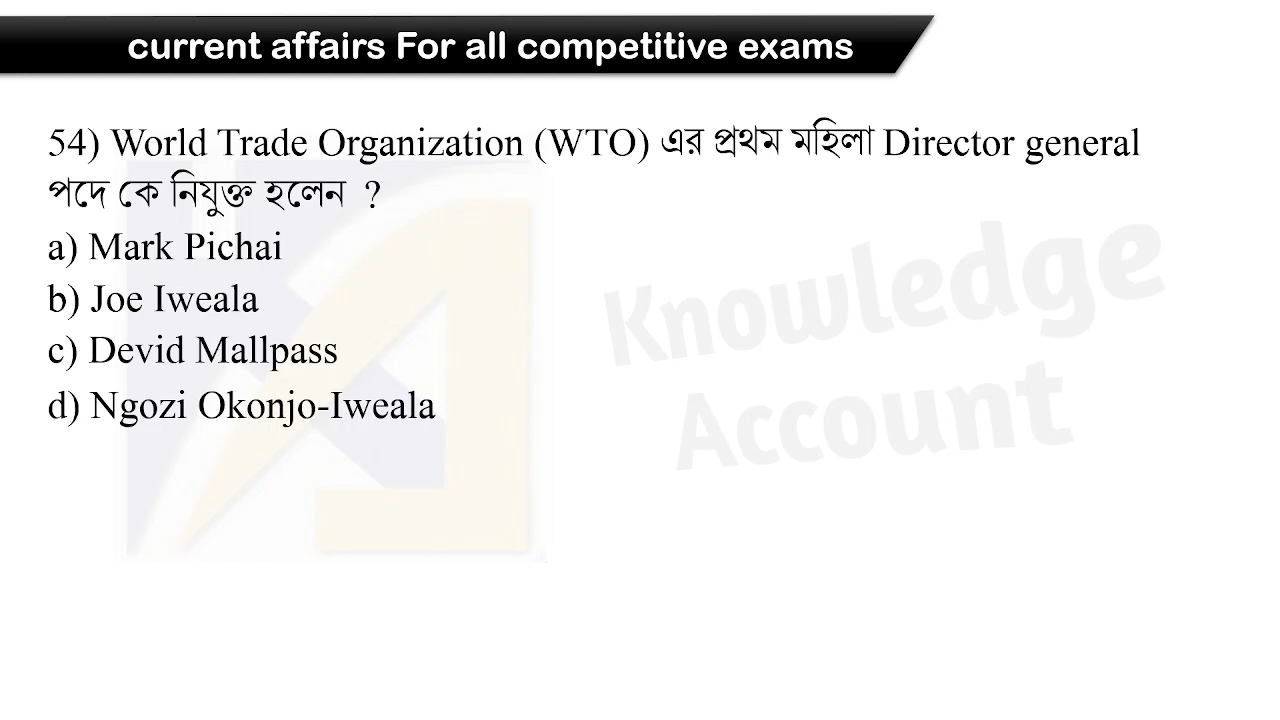 current affairs For all competitive exams
54) World Trade Organization (WTO) এর প্রথম মহিলা Director general
পদে কে নিযুক্ত হলেন ?
a) Mark Pichai
b) Joe Iweala
c) Devid Mallpass
d) Ngozi Okonjo-Iweala
Knowledge
Account